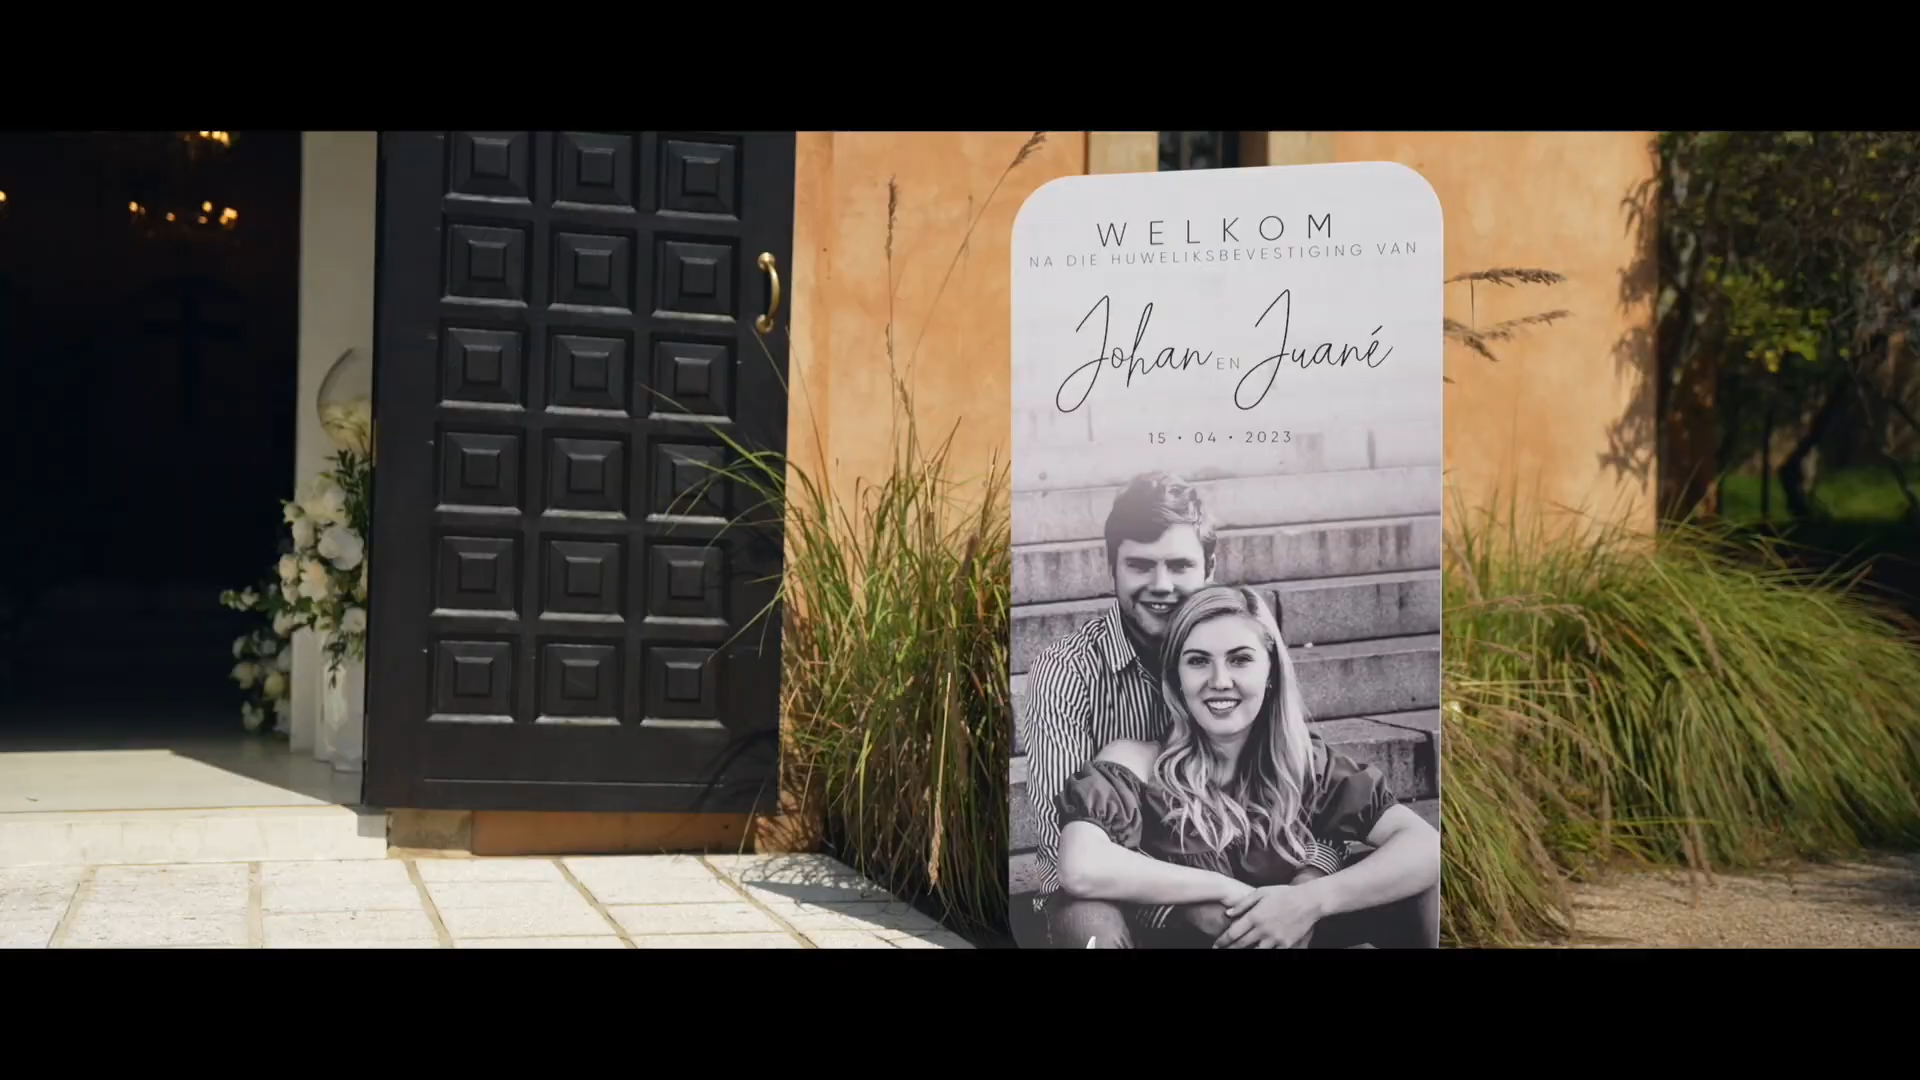 WELKOM
NA DIE HUWELIKSBEVESTIGING VAN
Johan EN Juané
15 • 04 • 2023